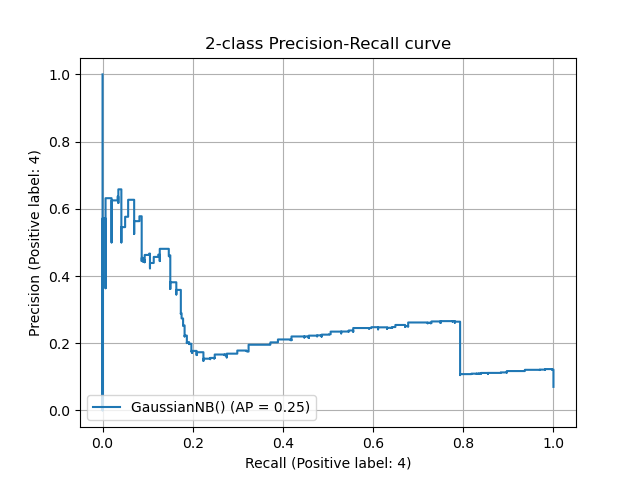 2-class Precision-Recall curve
Precision (Positive label: 4)
1.0
0.8
0.6
0.4
0.2
0.0
GaussianNB() (AP = 0.25)
0.0 0.2 0.4 0.6 0.8 1.0
Recall (Positive label: 4)